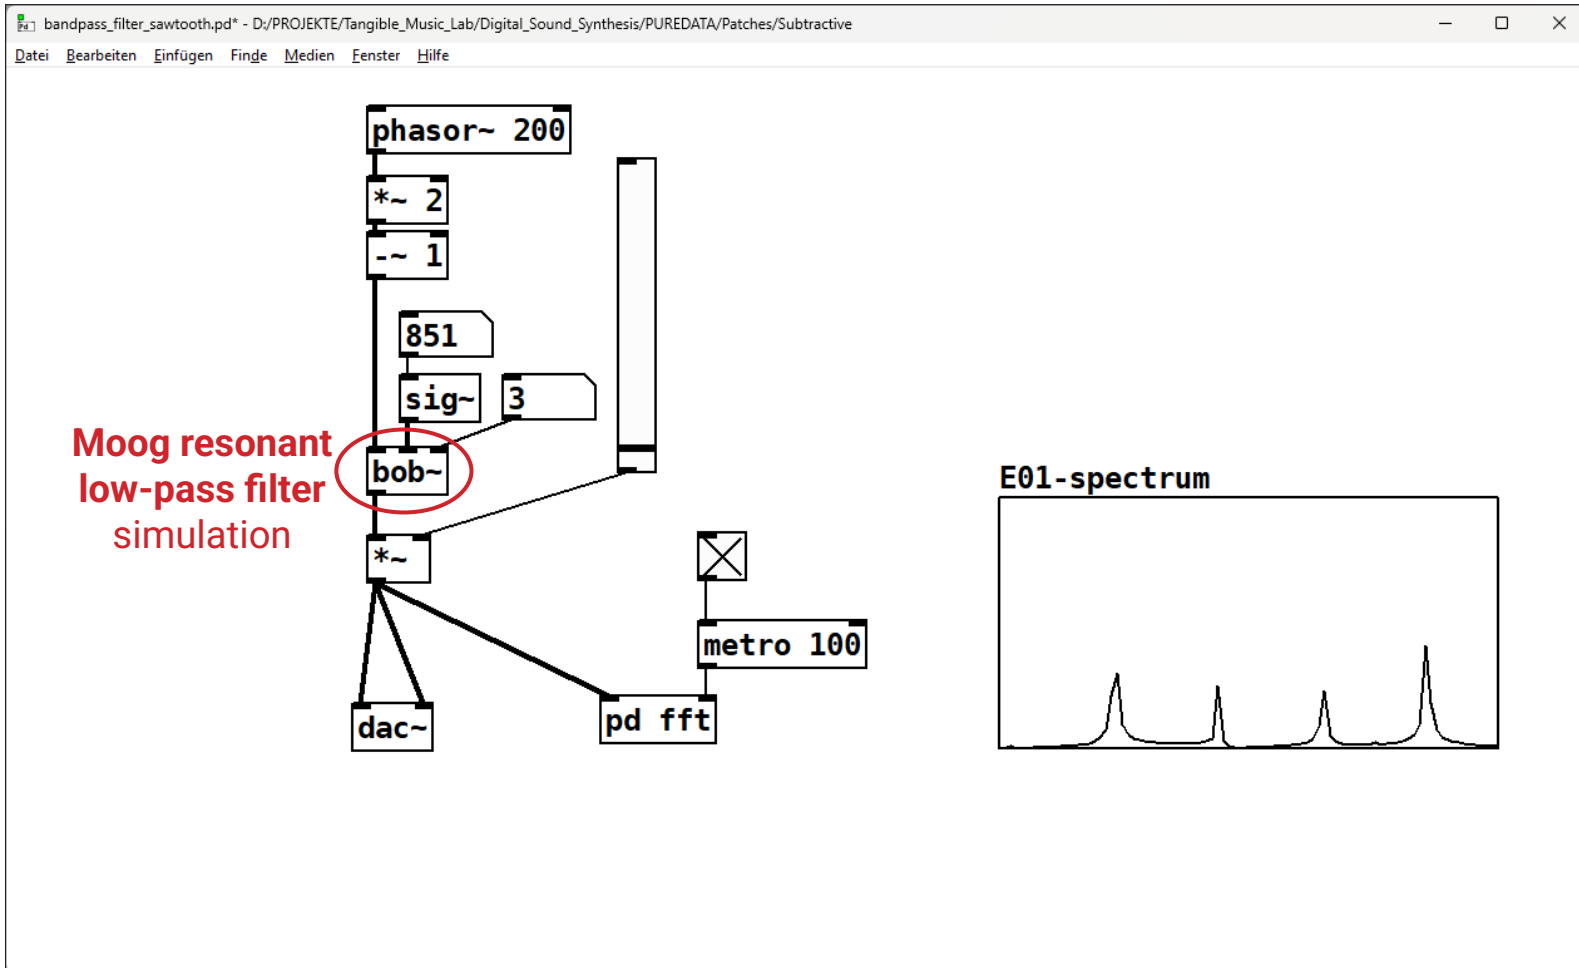 bandpass_filter_sawtooth.pd* - D:/PROJEKTE/Tangible_Music_Lab/Digital_Sound_Synthesis/PUREDATA/Patches/Subtractive
Datei Bearbeiten Einfügen Finde Medien Fenster Hilfe
phasor~ 200
*~ 2
-~ 1
851
sig~
3
Moog resonant
low-pass filter
simulation
bob~
*~
metro 100
pd fft
dac~
E01-spectrum